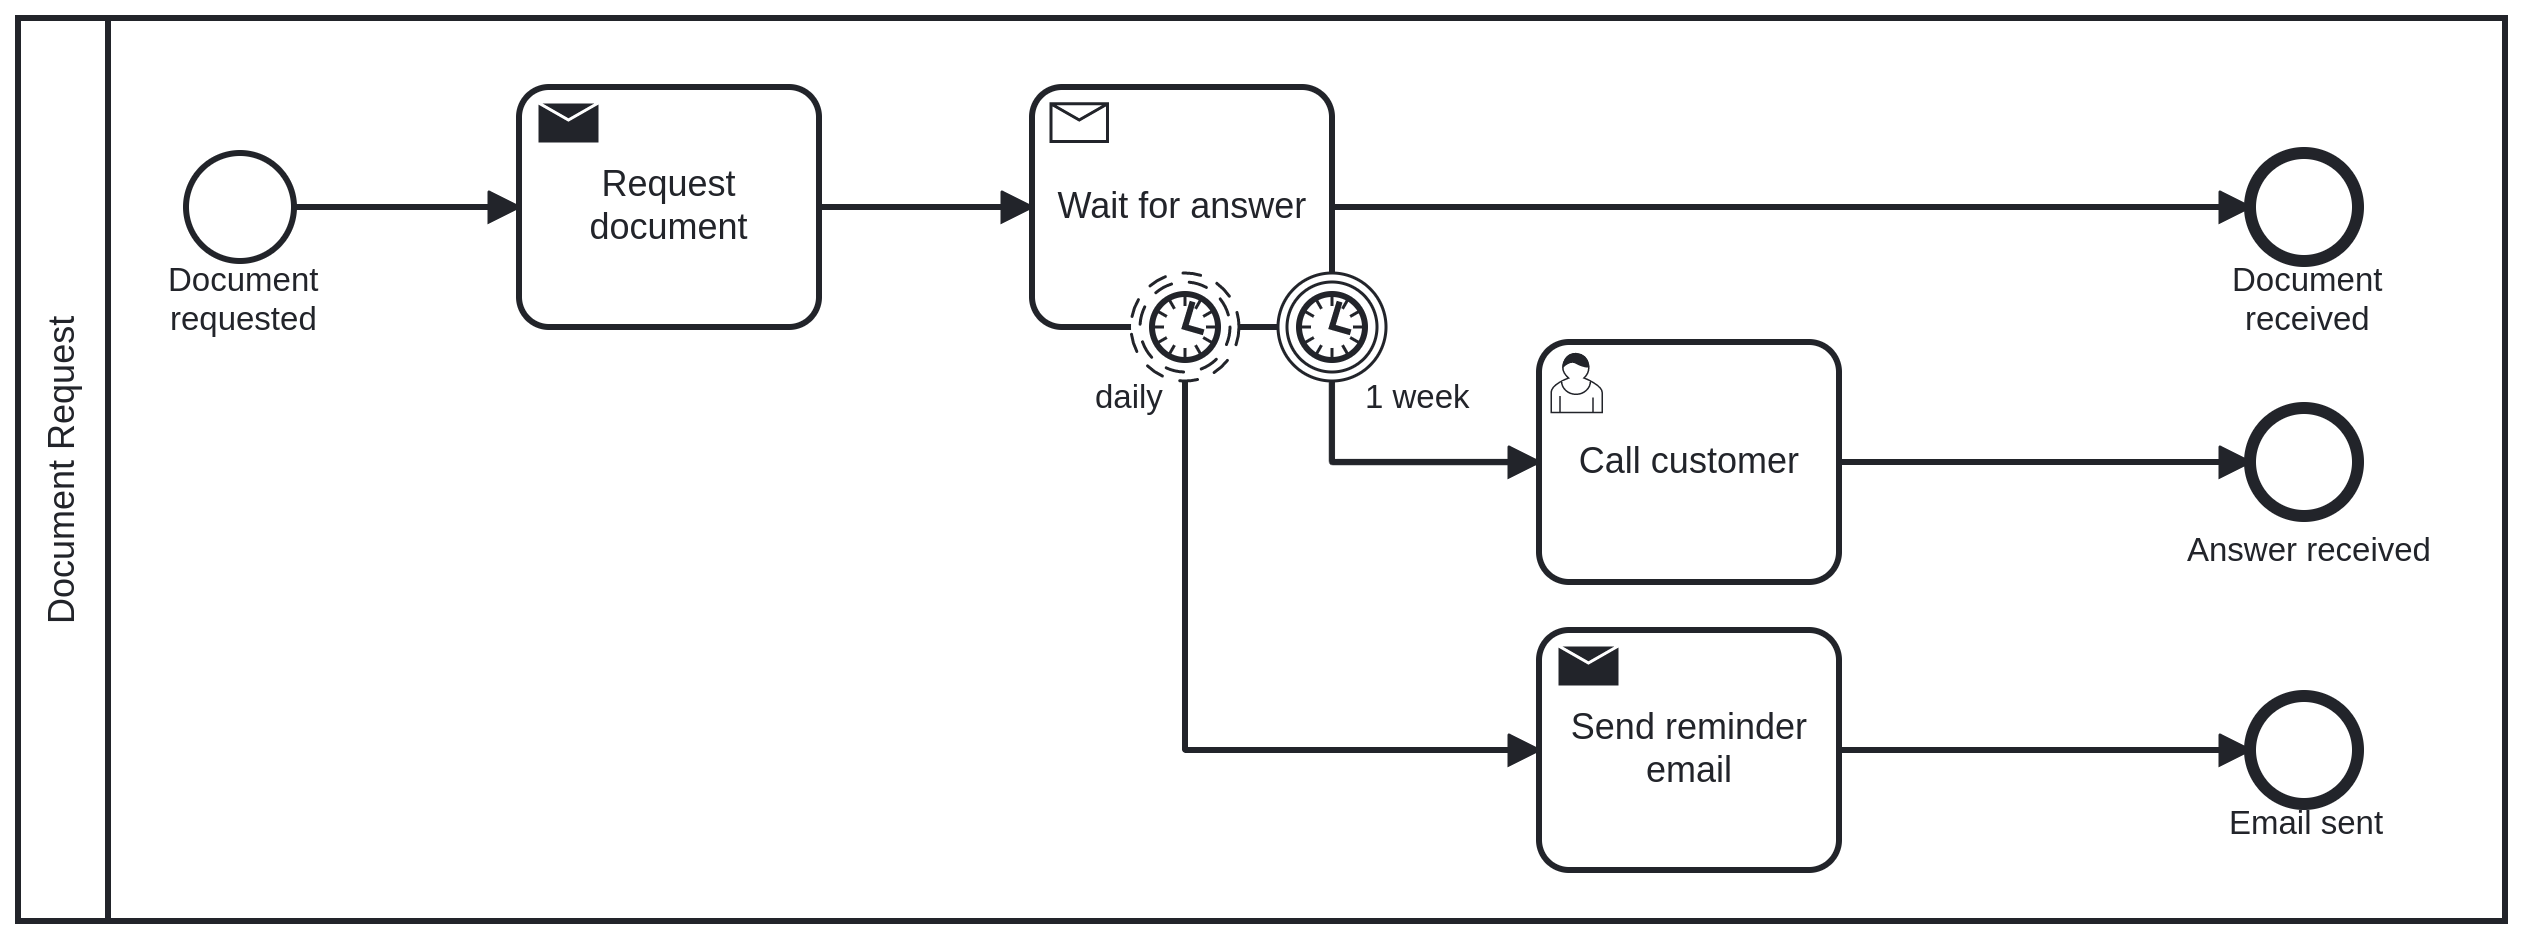 Document Request
Document
requested
Request
document
Wait for answer
daily
1 week
Document
received
Call customer
Answer received
Send reminder
email
Email sent